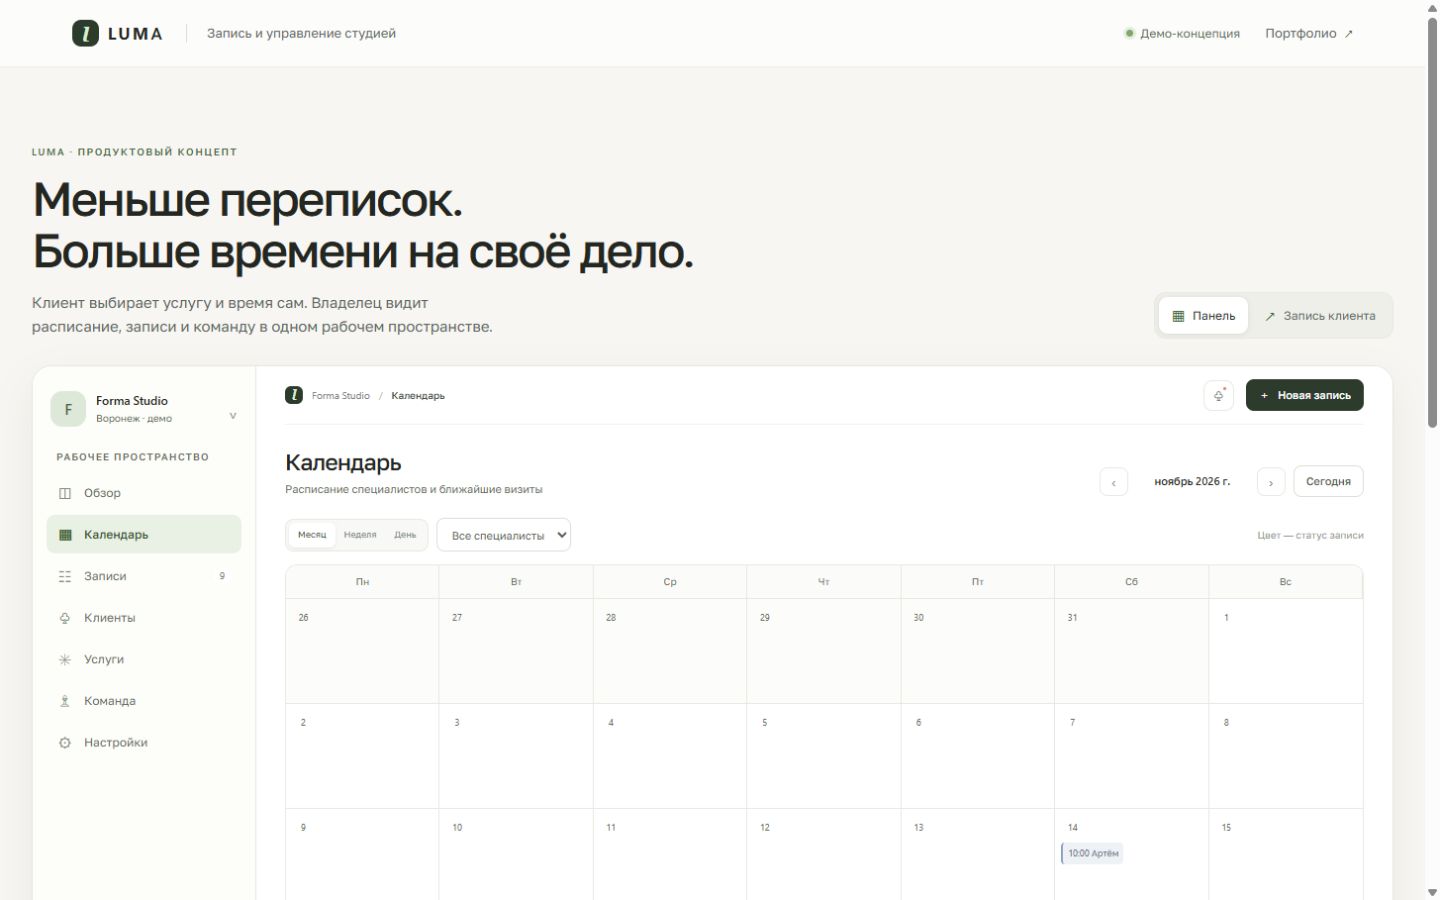 LUMA
Запись и управление студией
Демо-концепция
Портфолио ↗
LUMA · ПРОДУКТОВЫЙ КОНЦЕПТ
Меньше переписок.
Больше времени на своё дело.
Клиент выбирает услугу и время сам. Владелец видит
расписание, записи и команду в одном рабочем пространстве.
Панель
↗ Запись клиента
F
Forma Studio
Воронеж · демо
РАБОЧЕЕ ПРОСТРАНСТВО
Обзор
Календарь
Записи 9
Клиенты
Услуги
Команда
Настройки
Forma Studio / Календарь
+ Новая запись
Календарь
Расписание специалистов и ближайшие визиты
‹ ноябрь 2026 г. › Сегодня
Месяц Неделя День
Все специалисты
Цвет — статус записи
Пн Вт Ср Чт Пт Сб Вс
26 27 28 29 30 31 1
2 3 4 5 6 7 8
9 10 11 12 13 14 15
10:00 Артём